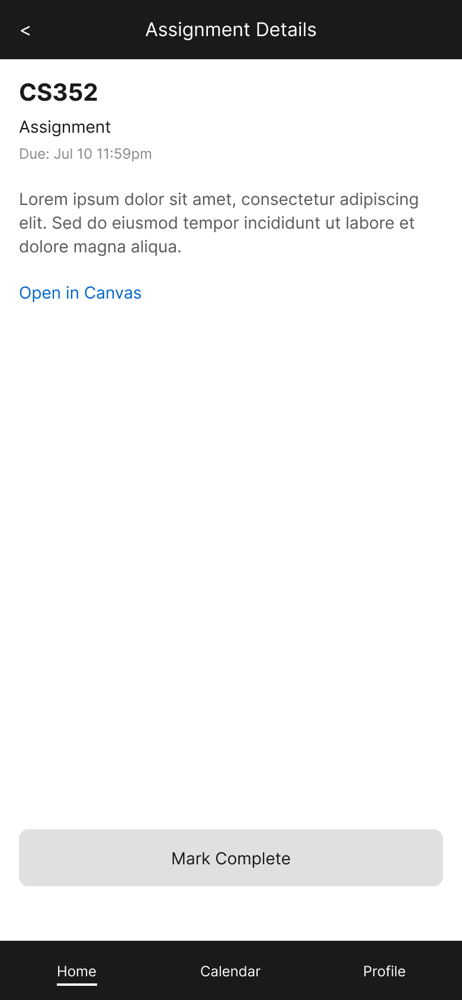 <
Assignment Details
CS352
Assignment
Due: Jul 10 11:59pm
Lorem ipsum dolor sit amet, consectetur adipiscing
elit. Sed do eiusmod tempor incididunt ut labore et
dolore magna aliqua.
Open in Canvas
Mark Complete
Home
Calendar
Profile